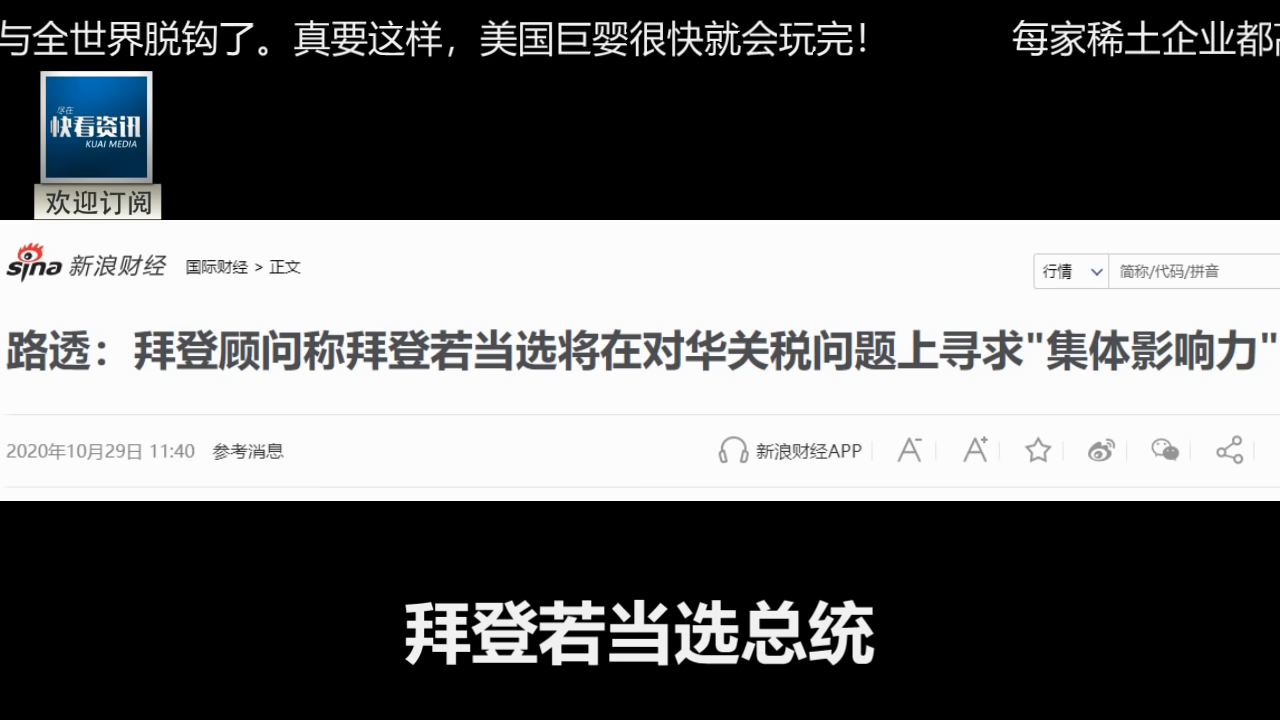 与全世界脱钩了。真要这样，美国巨婴很快就会玩完！ 每家稀土企业都
尽在
快看资讯
KUAI MEDIA
欢迎订阅
sina 新浪财经 国际财经 > 正文
行情 简称/代码/拼音
路透：拜登顾问称拜登若当选将在对华关税问题上寻求"集体影响力"
2020年10月29日 11:40 参考消息
新浪财经APP A- A+
拜登若当选总统